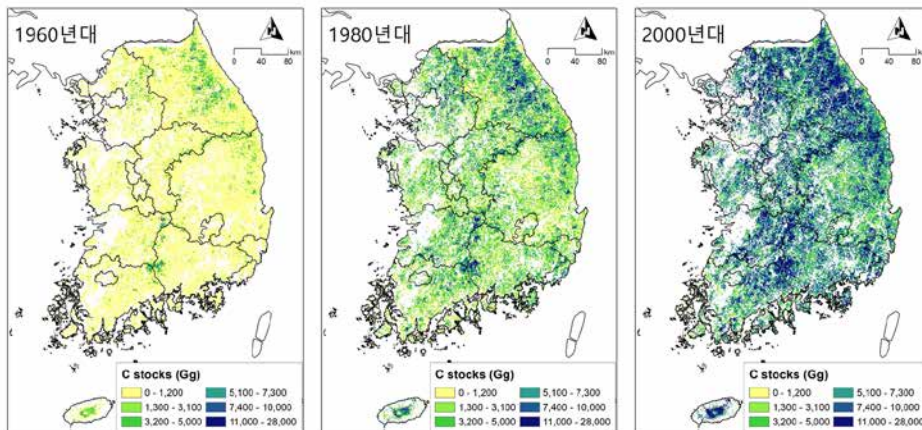 1960년대
N
km
0 40 80
C stocks (Gg)
0 - 1,200
1,300 - 3,100
3,200 - 5,000
5,100 - 7,300
7,400 - 10,000
11,000 - 28,000
1980년대
N
km
0 40 80
C stocks (Gg)
0 - 1,200
1,300 - 3,100
3,200 - 5,000
5,100 - 7,300
7,400 - 10,000
11,000 - 28,000
2000년대
N
km
0 40 80
C stocks (Gg)
0 - 1,200
1,300 - 3,100
3,200 - 5,000
5,100 - 7,300
7,400 - 10,000
11,000 - 28,000